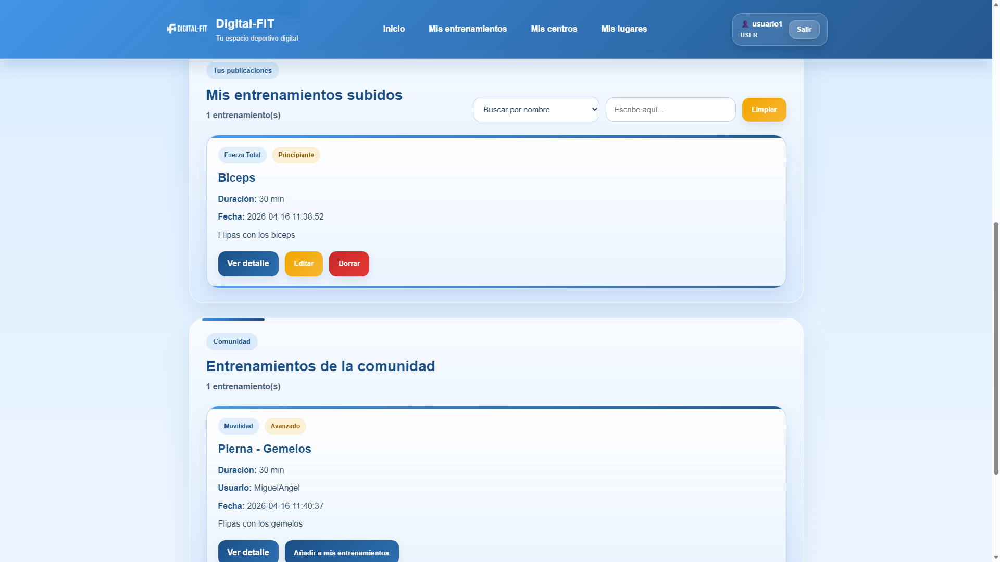 DIGITAL-FIT
Digital-FIT
Tu espacio deportivo digital
Inicio
Mis entrenamientos
Mis centros
Mis lugares
usuario1
USER
Salir
Tus publicaciones
Mis entrenamientos subidos
1 entrenamiento(s)
Buscar por nombre
Escribe aquí...
Limpiar
Fuerza Total
Principiante
Biceps
Duración: 30 min
Fecha: 2026-04-16 11:38:52
Flipas con los biceps
Ver detalle
Editar
Borrar
Comunidad
Entrenamientos de la comunidad
1 entrenamiento(s)
Movilidad
Avanzado
Pierna - Gemelos
Duración: 30 min
Usuario: MiguelAngel
Fecha: 2026-04-16 11:40:37
Flipas con los gemelos
Ver detalle
Añadir a mis entrenamientos